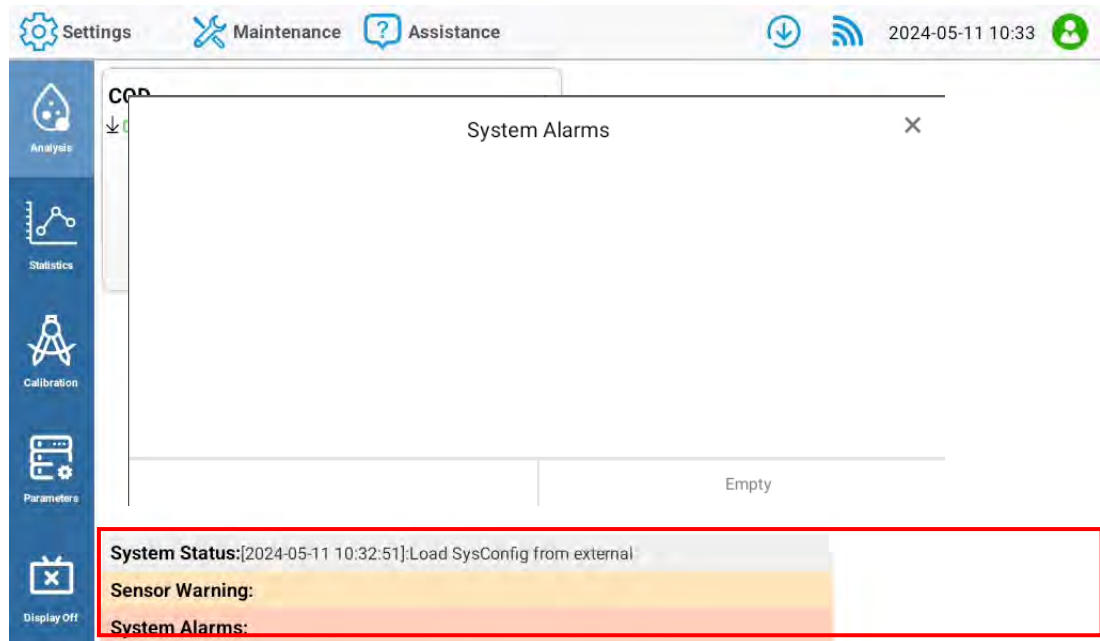 Settings Maintenance Assistance 2024-05-11 10:33
COD
System Alarms
Analysis
Statistics
Calibration
Parameters
Display Off
Empty
System Status:[2024-05-11 10:32:51]:Load SysConfig from external
Sensor Warning:
System Alarms: